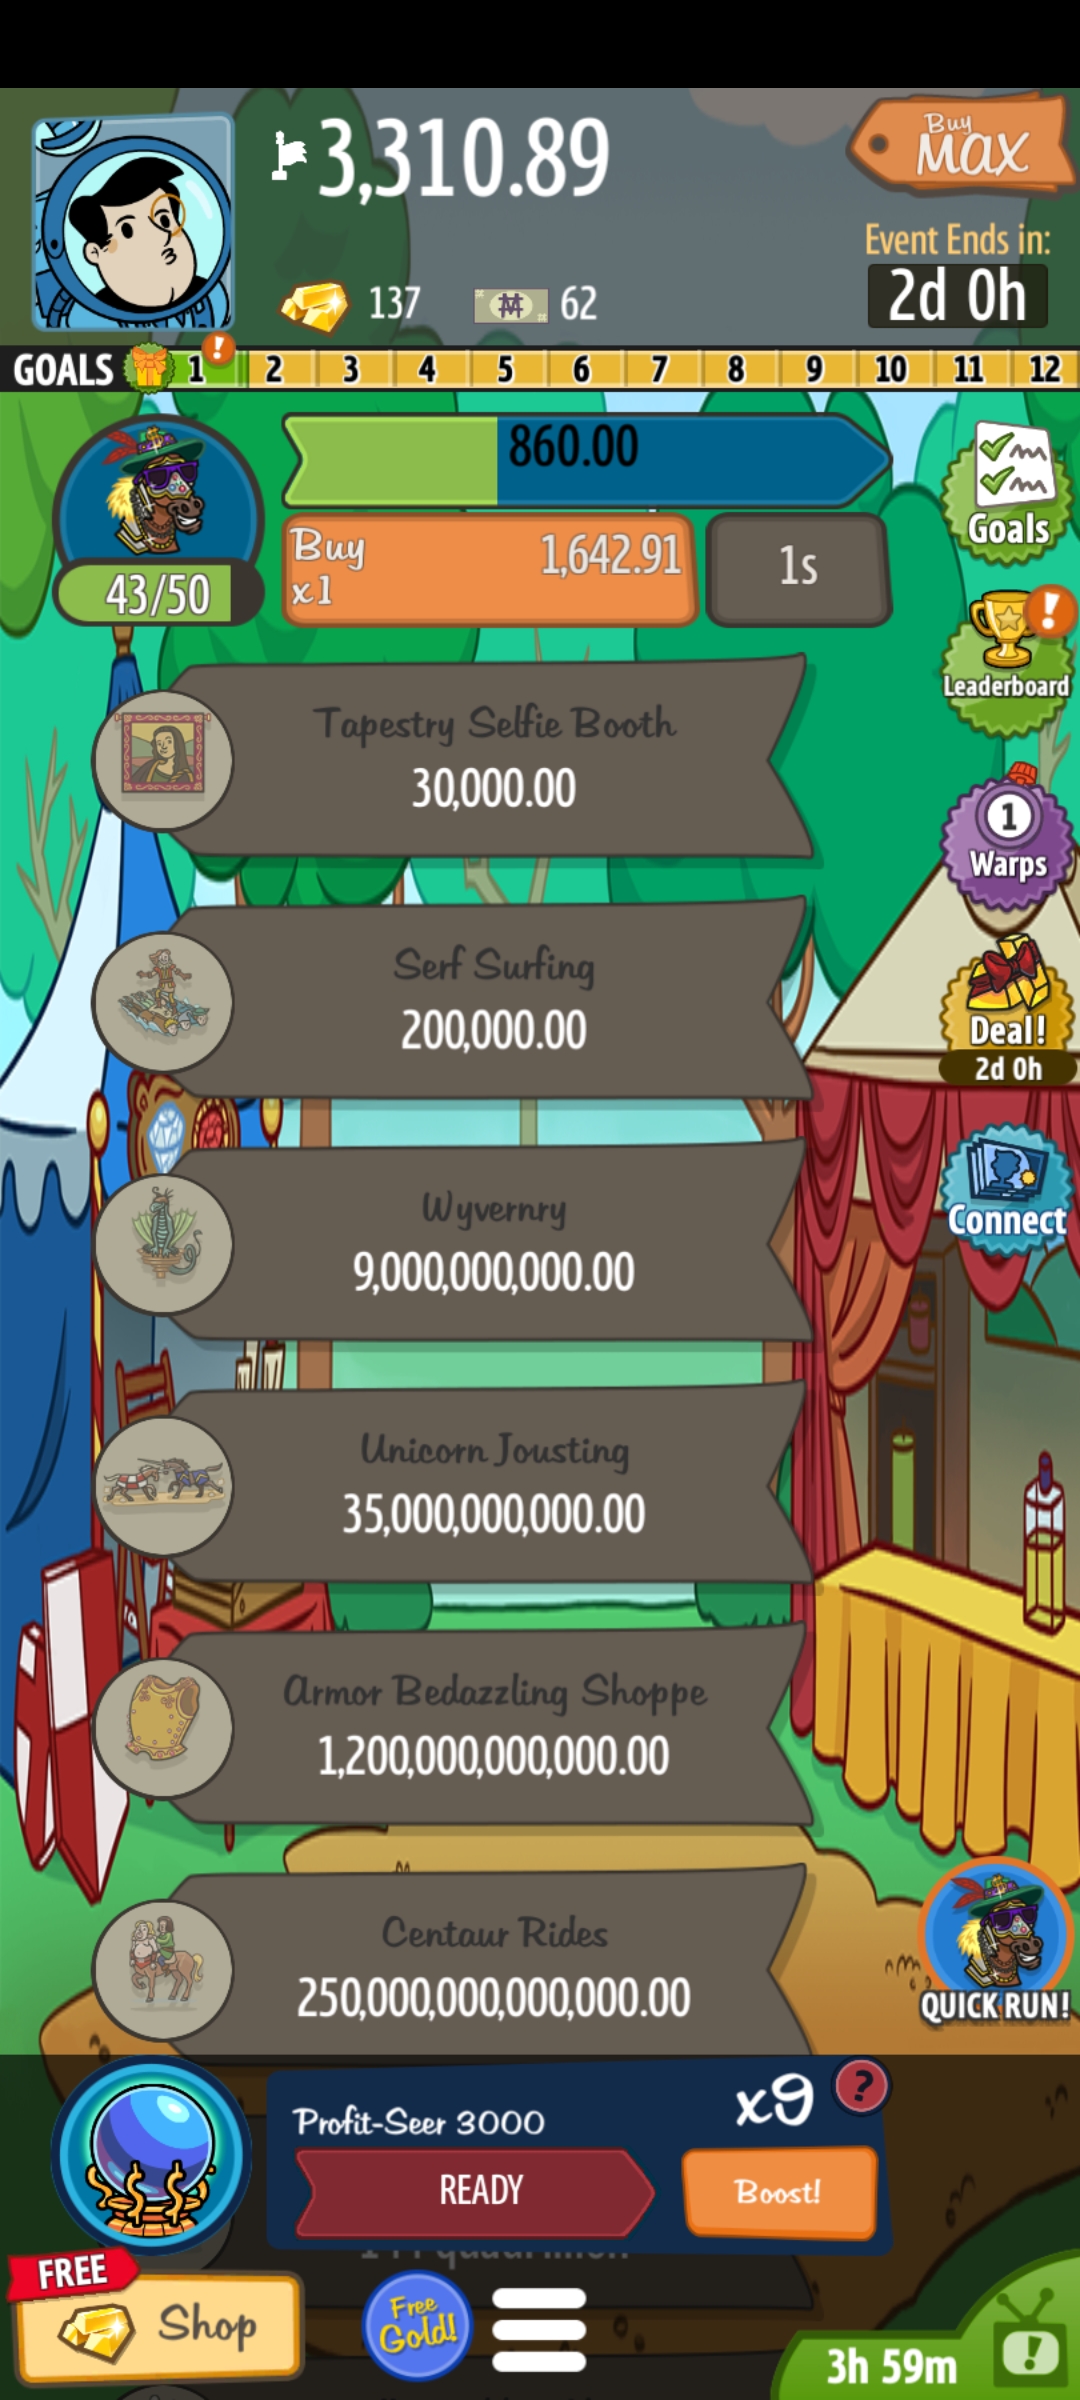 3,310.89
Buy
MAX
Event Ends in:
2d 0h
137
62
GOALS 1 ! 2 3 4 5 6 7 8 9 10 11 12
860.00
Buy
x1
1,642.91
1s
43/50
Goals
!
Leaderboard
Tapestry Selfie Booth
30,000.00
1
Warps
Serf Surfing
200,000.00
Deal!
2d 0h
Wyvernry
9,000,000,000.00
Connect
Unicorn Jousting
35,000,000,000.00
Armor Bedazzling Shoppe
1,200,000,000,000.00
Centaur Rides
250,000,000,000,000.00
QUICK RUN!
Profit-Seer 3000
x9
?
READY
Boost!
FREE
Shop
Free
Gold!
3h 59m
!